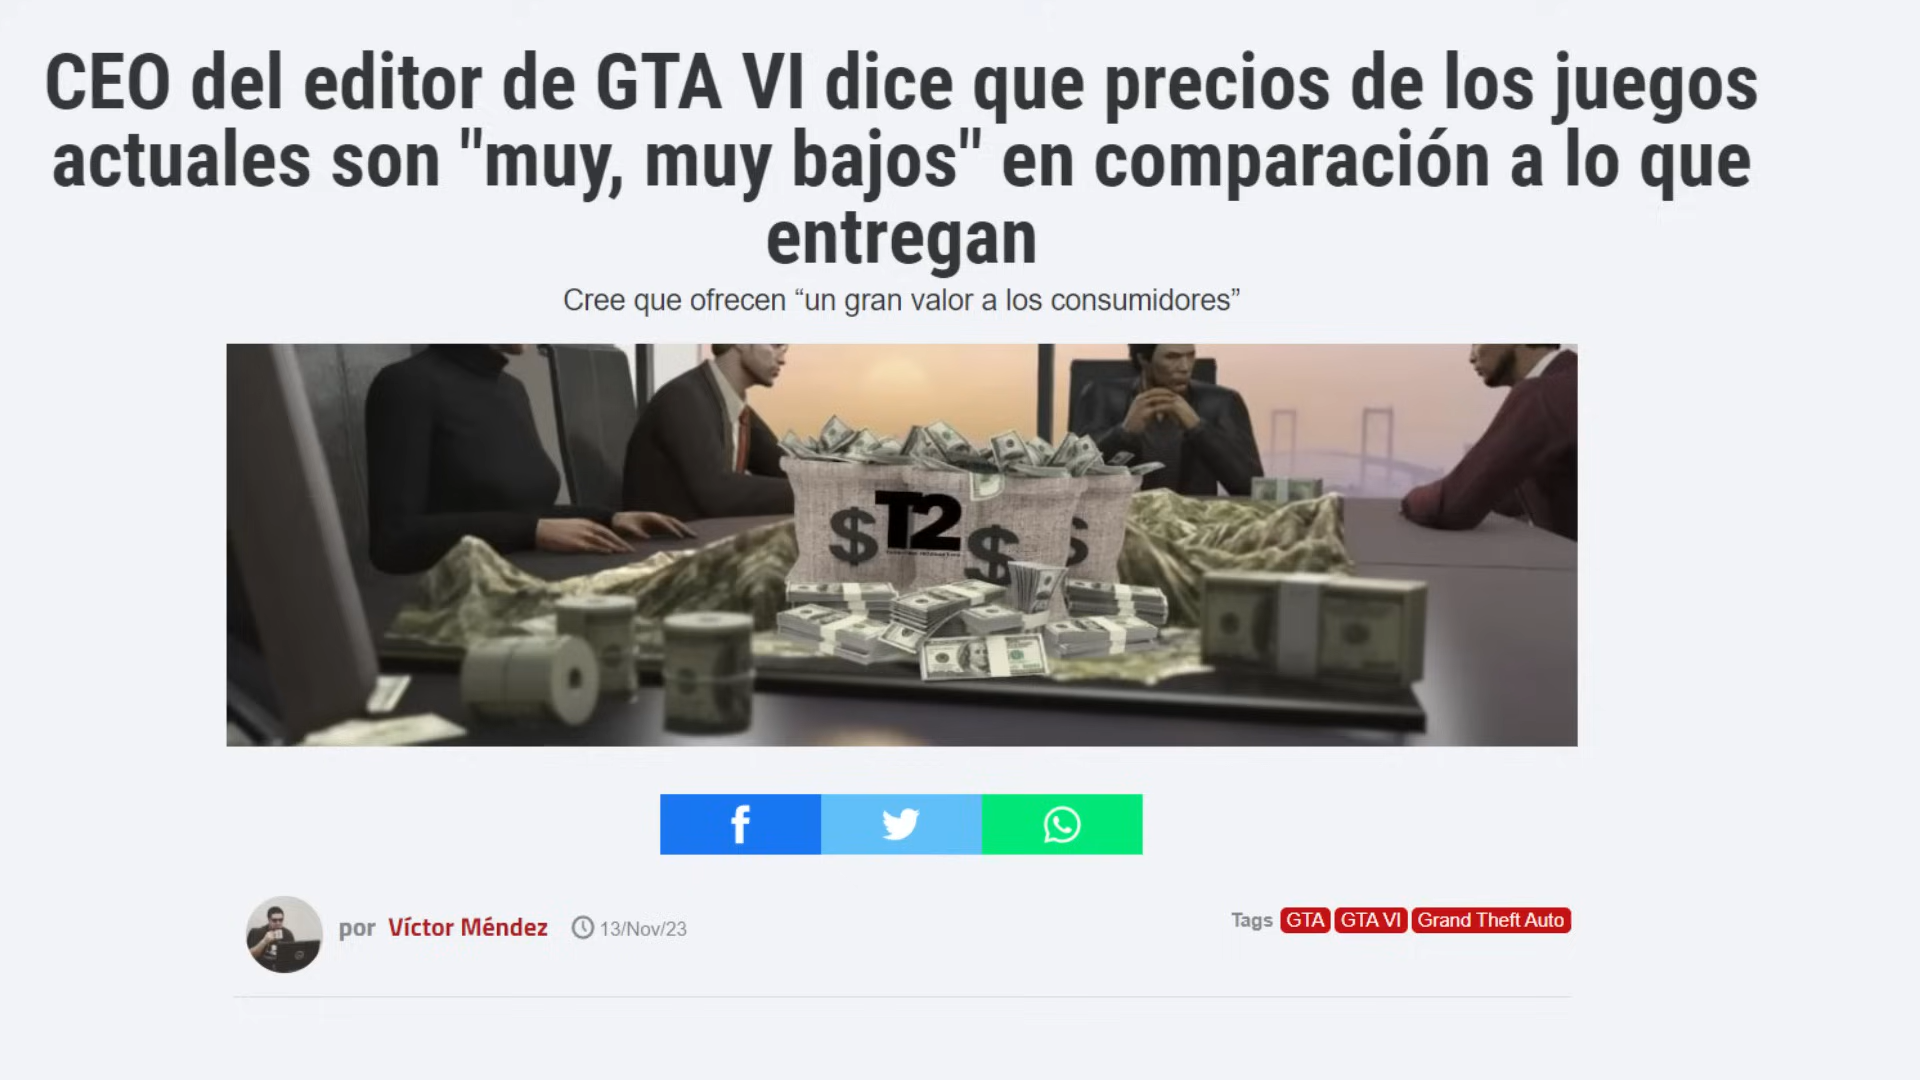 CEO del editor de GTA VI dice que precios de los juegos
actuales son "muy, muy bajos" en comparación a lo que
entregan
Cree que ofrecen “un gran valor a los consumidores”
$ T2 $ $
por Víctor Méndez 13/Nov/23
Tags GTA GTA VI Grand Theft Auto